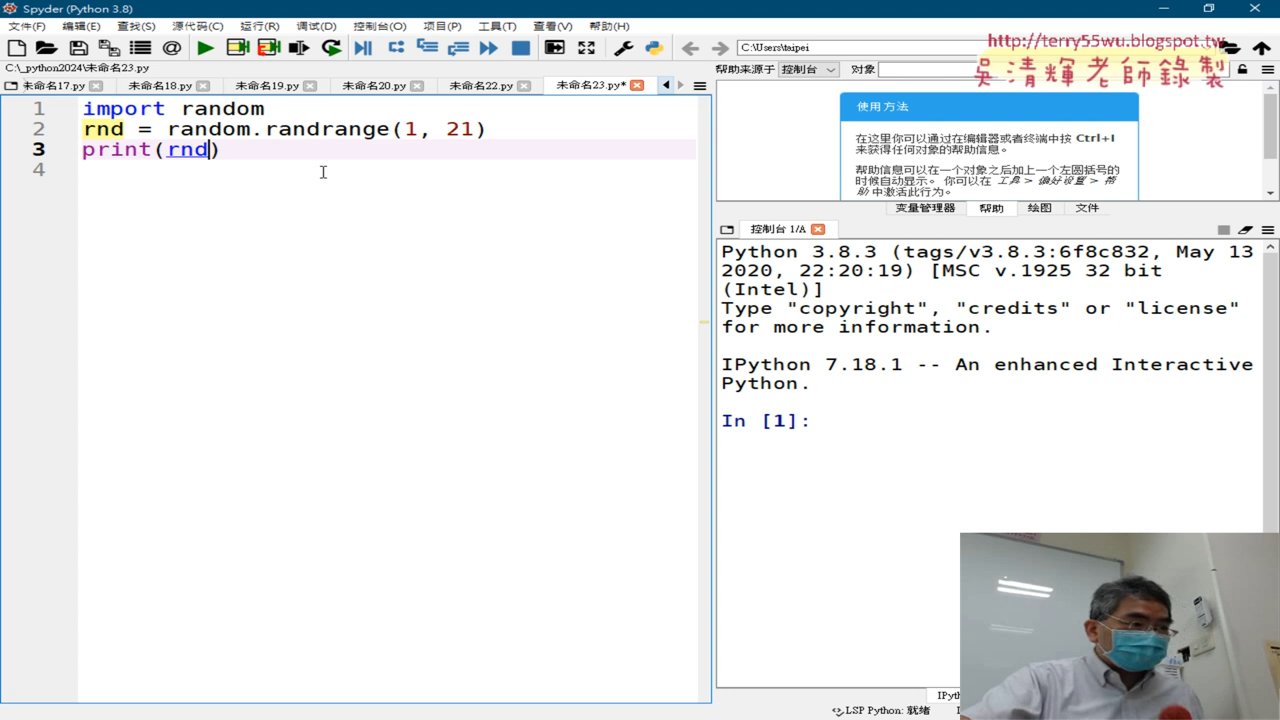 Spyder (Python 3.8)
文件(F) 编辑(E) 查找(S) 源代码(C) 运行(R) 调试(D) 控制台(O) 项目(P) 工具(T) 查看(V) 帮助(H)
C:\Users\taipei
http://terry55wu.blogspot.tw
吳清輝老師錄製
C:\_python2024\未命名23.py
未命名17.py 未命名18.py 未命名19.py 未命名20.py 未命名22.py 未命名23.py*
帮助来源于 控制台 对象
1 import random
2 rnd = random.randrange(1, 21)
3 print(rnd)
4
使用方法
在这里你可以通过在编辑器或者终端中按 Ctrl+I
来获得任何对象的帮助信息。
帮助信息可以在一个对象之后加上一个左圆括号的
时候自动显示。 你可以在 工具 > 偏好设置 > 帮
助 中激活此行为。
变量管理器 帮助 绘图 文件
控制台 1/A
Python 3.8.3 (tags/v3.8.3:6f8c832, May 13
2020, 22:20:19) [MSC v.1925 32 bit
(Intel)]
Type "copyright", "credits" or "license"
for more information.
IPython 7.18.1 -- An enhanced Interactive
Python.
In [1]:
LSP Python: 就绪